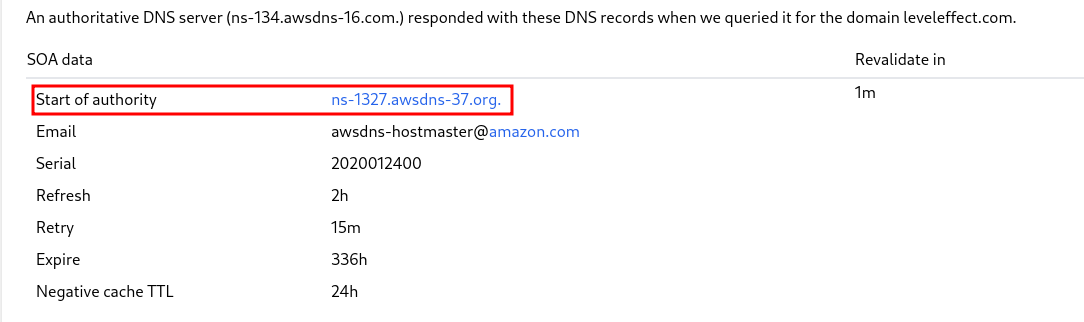 An authoritative DNS server (ns-134.awsdns-16.com.) responded with these DNS records when we queried it for the domain leveleffect.com.
SOA data Revalidate in
Start of authority ns-1327.awsdns-37.org. 1m
Email awsdns-hostmaster@amazon.com
Serial 2020012400
Refresh 2h
Retry 15m
Expire 336h
Negative cache TTL 24h